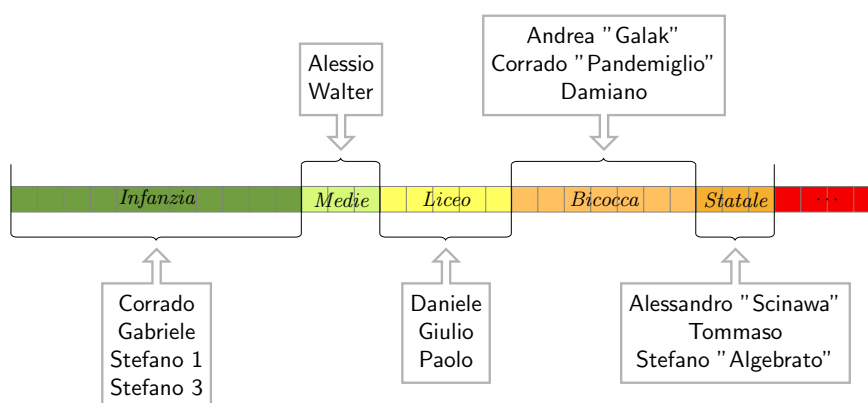 Andrea "Galak"
Corrado "Pandemiglio"
Damiano
Alessio
Walter
Infanzia
Medie
Liceo
Bicocca
Statale
...
Corrado
Gabriele
Stefano 1
Stefano 3
Daniele
Giulio
Paolo
Alessandro "Scinawa"
Tommaso
Stefano "Algebrato"